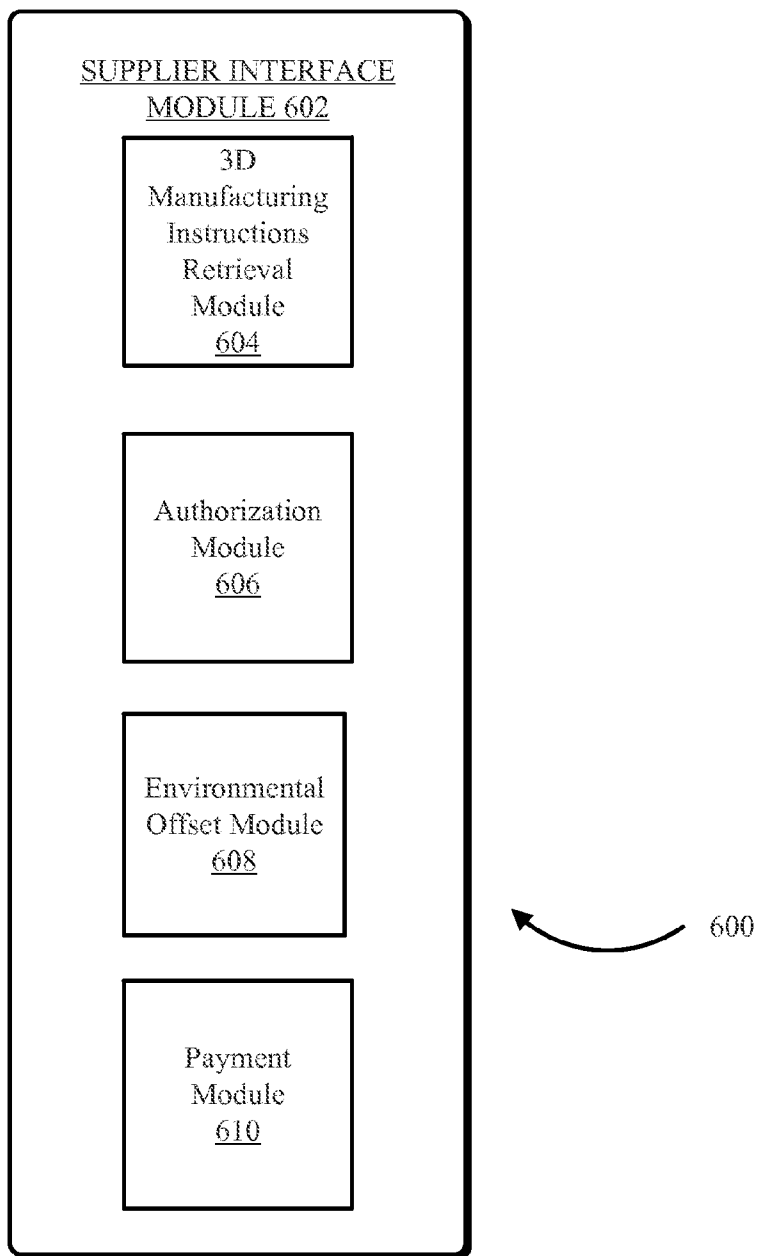 SUPPLIER INTERFACE
MODULE 602
3D
Manufacturing
Instructions
Retrieval
Module
604
Authorization
Module
606
Environmental
Offset Module
608
600
Payment
Module
610